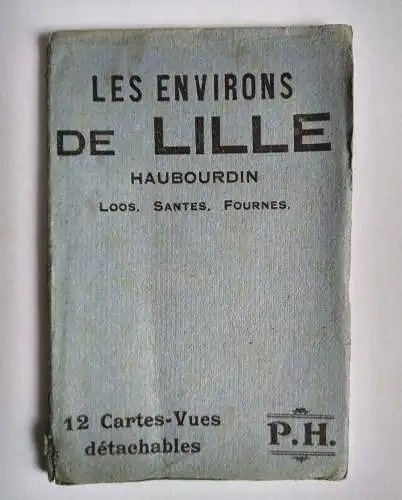 LES ENVIRONS
DE LILLE
HAUBOURDIN
LOOS. SANTES. FOURNES.
12 Cartes-Vues
détachables
P.H.